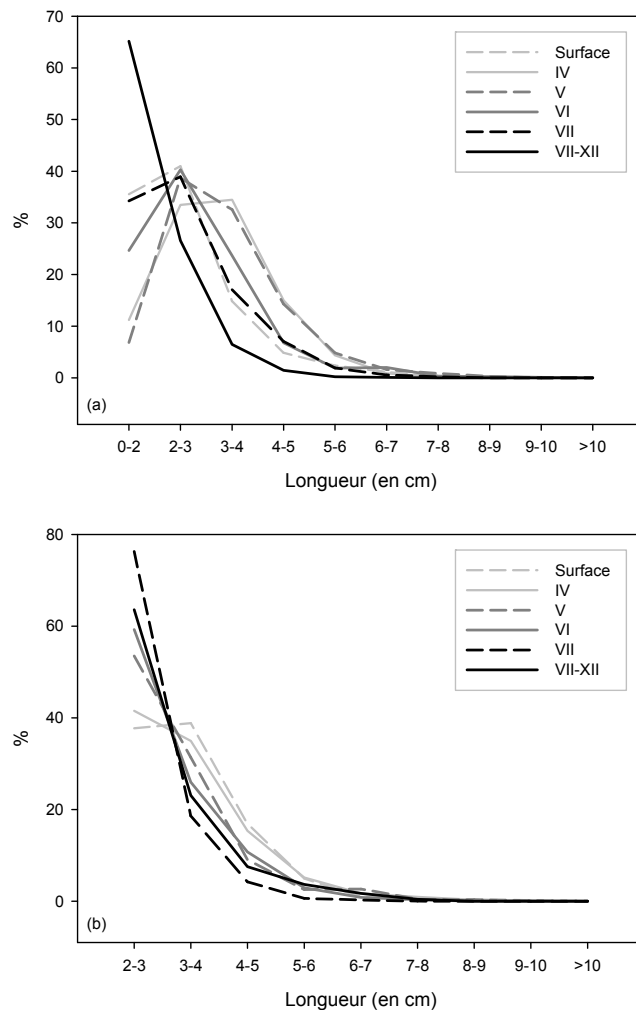 70
60
50
40
30
20
10
0
%
Surface
IV
V
VI
VII
VII-XII
(a)
0-2 2-3 3-4 4-5 5-6 6-7 7-8 8-9 9-10 >10
Longueur (en cm)
80
60
40
20
0
%
Surface
IV
V
VI
VII
VII-XII
(b)
2-3 3-4 4-5 5-6 6-7 7-8 8-9 9-10 >10
Longueur (en cm)